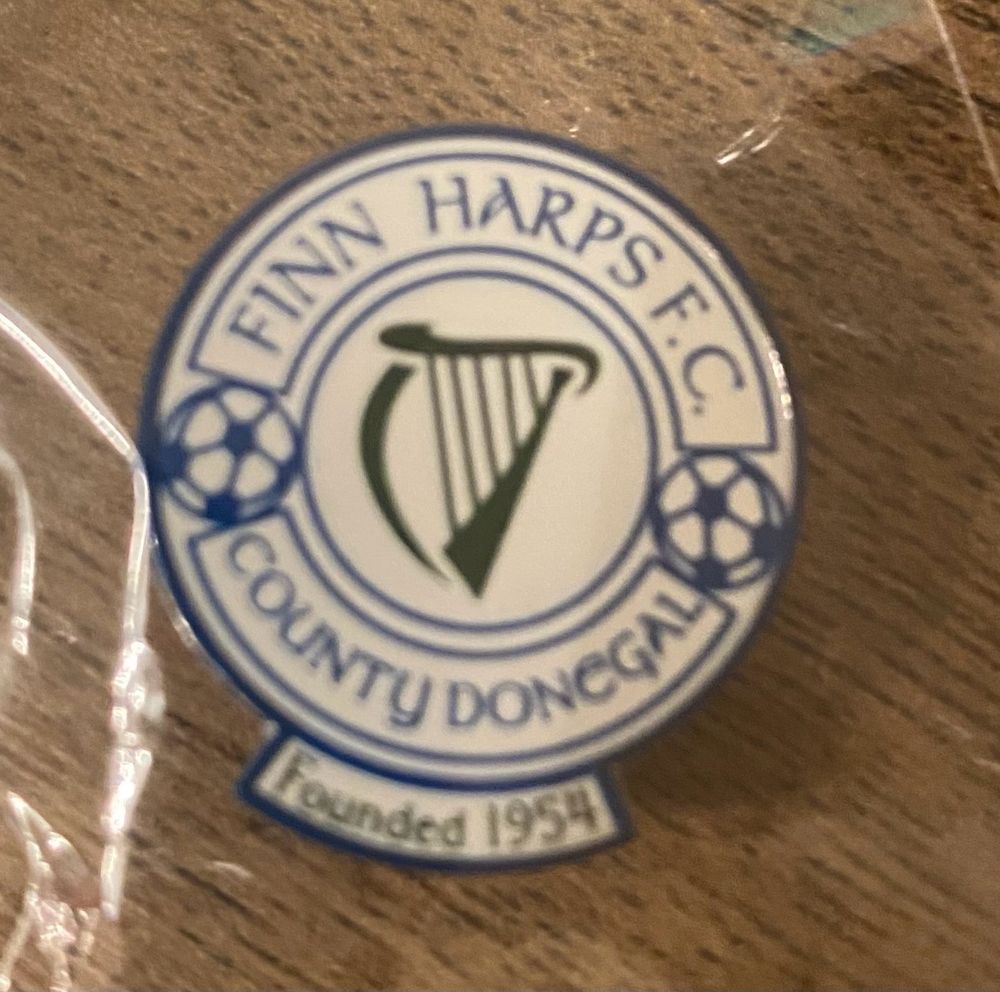 FINN HARPS F.C.
COUNTY DONEGAL
Founded 1954